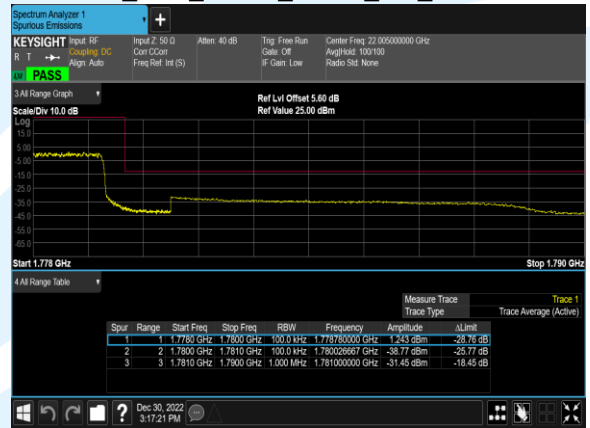 Spectrum Analyzer 1
Spurious Emissions
KEYSIGHT Input: RF Input Z: 50 Ω Atten: 40 dB Trig: Free Run Center Freq: 22.005000000 GHz
R T Coupling: DC Corr CCorr Gate: Off Avg|Hold: 100/100
Align: Auto Freq Ref: Int (S) IF Gain: Low Radio Std: None
PASS
3 All Range Graph
Ref Lvl Offset 5.60 dB
Scale/Div 10.0 dB Ref Value 25.00 dBm
Log
15.0
5.00
-5.00
-15.0
-25.0
-35.0
-45.0
-55.0
-65.0
Start 1.778 GHz Stop 1.790 GHz
4 All Range Table
Measure Trace Trace 1
Trace Type Trace Average (Active)
Spur Range Start Freq Stop Freq RBW Frequency Amplitude ΔLimit
1 1 1.7780 GHz 1.7800 GHz 100.0 kHz 1.778780000 GHz 1.243 dBm -28.76 dB
2 2 1.7800 GHz 1.7810 GHz 100.0 kHz 1.780026667 GHz -38.77 dBm -25.77 dB
3 3 1.7810 GHz 1.7900 GHz 1.000 MHz 1.781000000 GHz -31.45 dBm -18.45 dB
Dec 30, 2022
3:17:21 PM